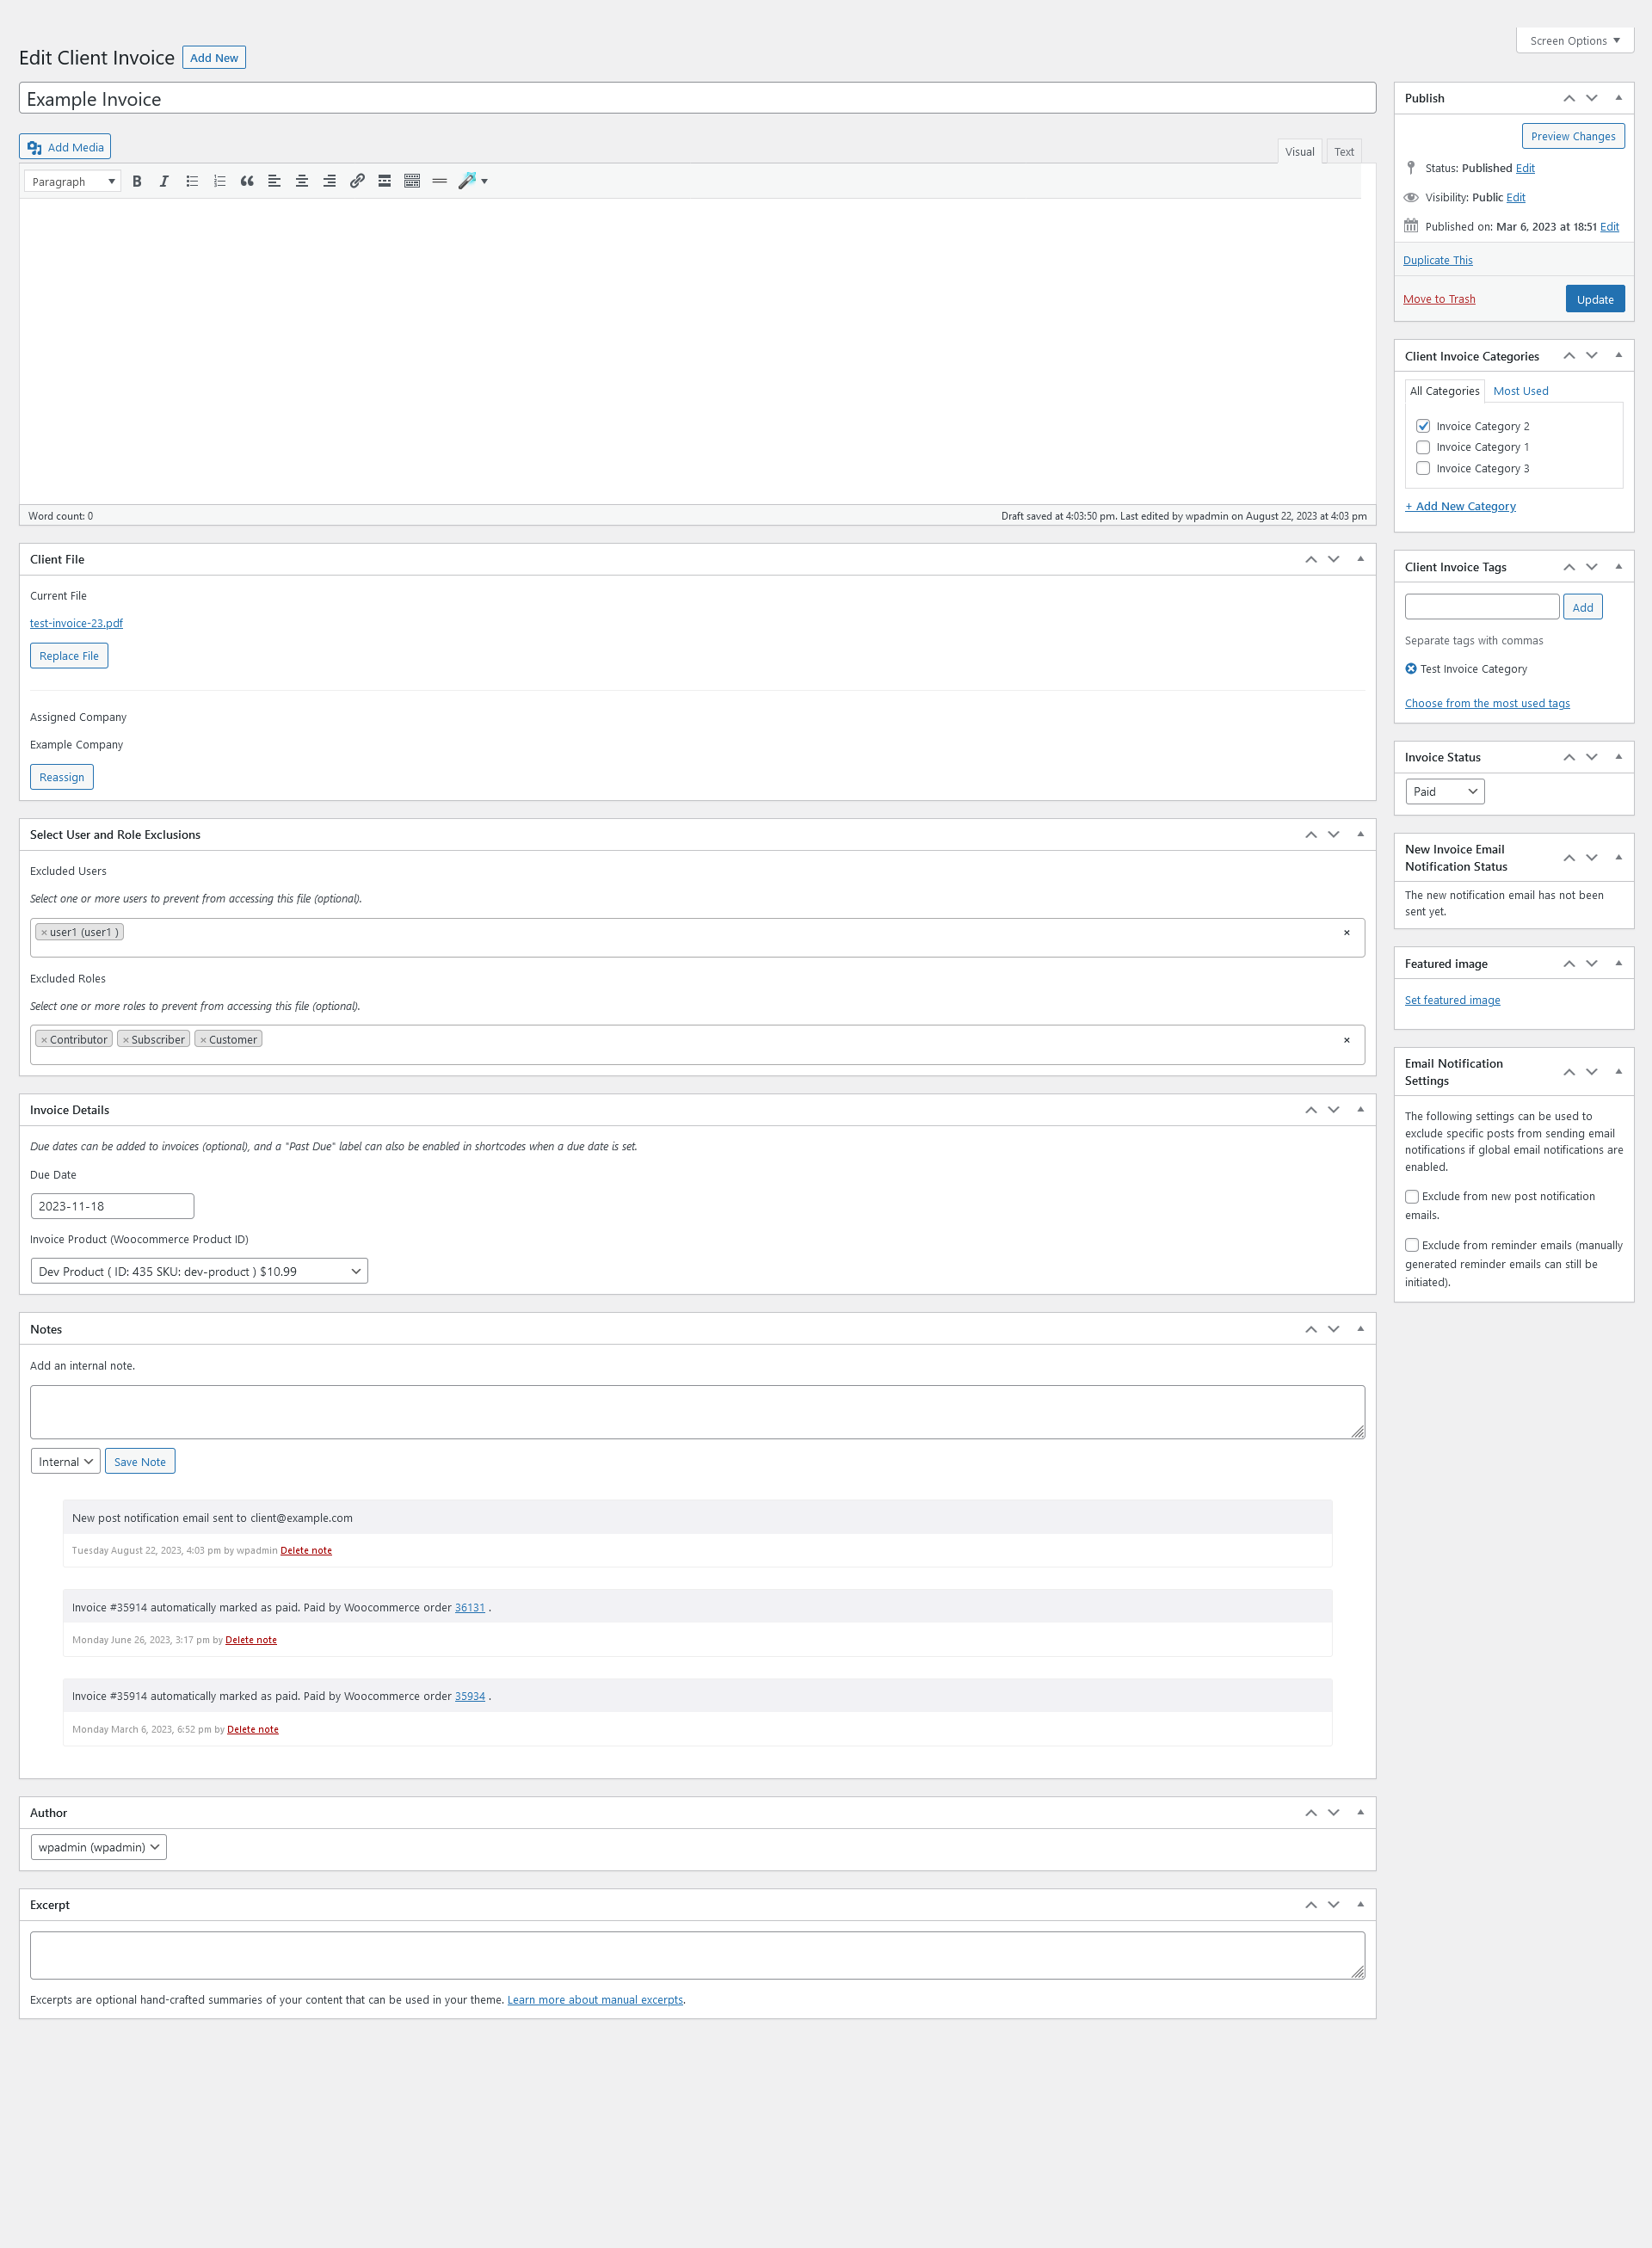 Screen Options
Edit Client Invoice Add New
Example Invoice
Add Media
Visual Text
Paragraph
Word count: 0
Draft saved at 4:03:50 pm. Last edited by wpadmin on August 22, 2023 at 4:03 pm
Client File
Current File
test-invoice-23.pdf
Replace File
Assigned Company
Example Company
Reassign
Select User and Role Exclusions
Excluded Users
Select one or more users to prevent from accessing this file (optional).
× user1 (user1 ) ×
Excluded Roles
Select one or more roles to prevent from accessing this file (optional).
× Contributor × Subscriber × Customer ×
Invoice Details
Due dates can be added to invoices (optional), and a "Past Due" label can also be enabled in shortcodes when a due date is set.
Due Date
2023-11-18
Invoice Product (Woocommerce Product ID)
Dev Product ( ID: 435 SKU: dev-product ) $10.99
Notes
Add an internal note.
Internal Save Note
New post notification email sent to client@example.com
Tuesday August 22, 2023, 4:03 pm by wpadmin Delete note
Invoice #35914 automatically marked as paid. Paid by Woocommerce order 36131 .
Monday June 26, 2023, 3:17 pm by Delete note
Invoice #35914 automatically marked as paid. Paid by Woocommerce order 35934 .
Monday March 6, 2023, 6:52 pm by Delete note
Author
wpadmin (wpadmin)
Excerpt
Excerpts are optional hand-crafted summaries of your content that can be used in your theme. Learn more about manual excerpts.
Publish
Preview Changes
Status: Published Edit
Visibility: Public Edit
Published on: Mar 6, 2023 at 18:51 Edit
Duplicate This
Move to Trash Update
Client Invoice Categories
All Categories Most Used
Invoice Category 2
Invoice Category 1
Invoice Category 3
+ Add New Category
Client Invoice Tags
Add
Separate tags with commas
Test Invoice Category
Choose from the most used tags
Invoice Status
Paid
New Invoice Email
Notification Status
The new notification email has not been
sent yet.
Featured image
Set featured image
Email Notification
Settings
The following settings can be used to
exclude specific posts from sending email
notifications if global email notifications are
enabled.
Exclude from new post notification
emails.
Exclude from reminder emails (manually
generated reminder emails can still be
initiated).